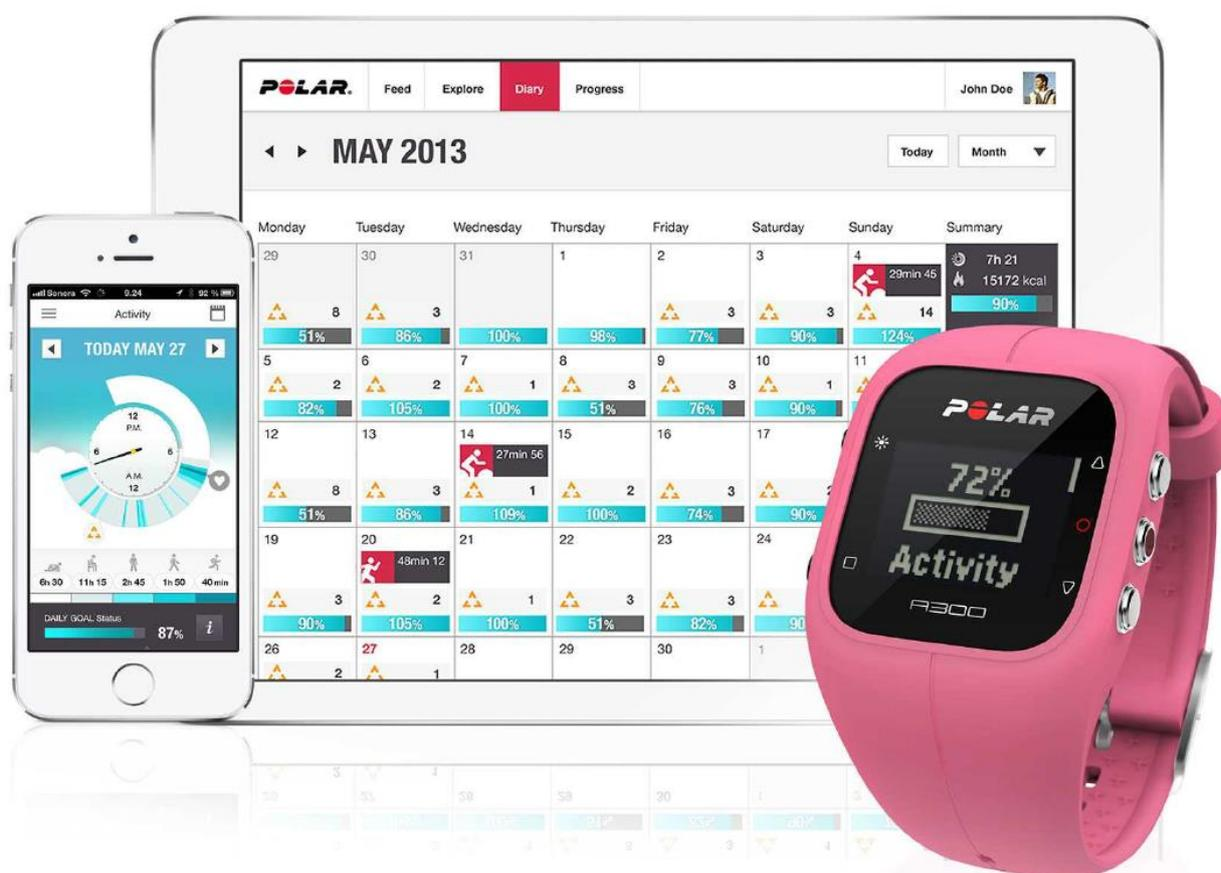 POLAR. Feed Explore Diary Progress John Doe
MAY 2013 Today Month
Monday Tuesday Wednesday Thursday Friday Saturday Sunday Summary
29 30 31 1 2 3 4 7h 21
29min 45 15172 kcal
8 3 3 3 14 90%
51% 86% 100% 98% 77% 90% 124%
5 6 7 8 9 10 11
2 2 1 3 3 1
82% 105% 100% 51% 76% 90%
12 13 14 15 16 17
27min 56
8 3 1 2 3
51% 86% 109% 100% 74% 90%
19 20 21 22 23 24
48min 12
3 2 1 3 3
90% 105% 100% 51% 82% 90
26 27 28 29 30 1
2 1
Sonera 9.24 92 %
Activity
TODAY MAY 27
12
P.M.
6 6
A.M.
12
6h 30 11h 15 2h 45 1h 50 40 min
DAILY GOAL Status
87% i
POLAR
72%
Activity
A300